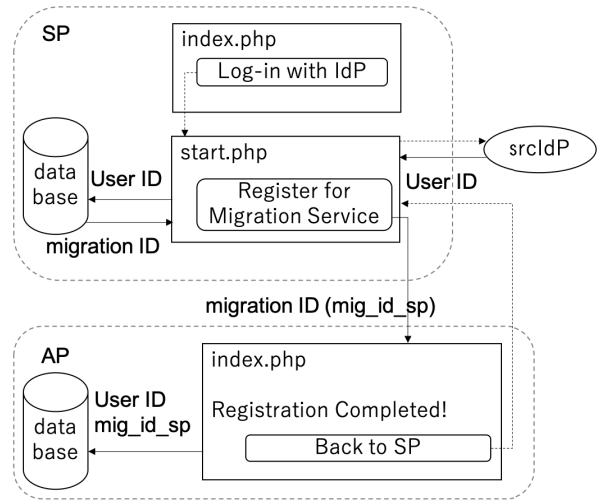 SP
index.php
Log-in with IdP
start.php
srcIdP
data
base
User ID
User ID
Register for
Migration Service
migration ID
migration ID (mig_id_sp)
AP
index.php
User ID
mig_id_sp
Registration Completed!
data
base
Back to SP